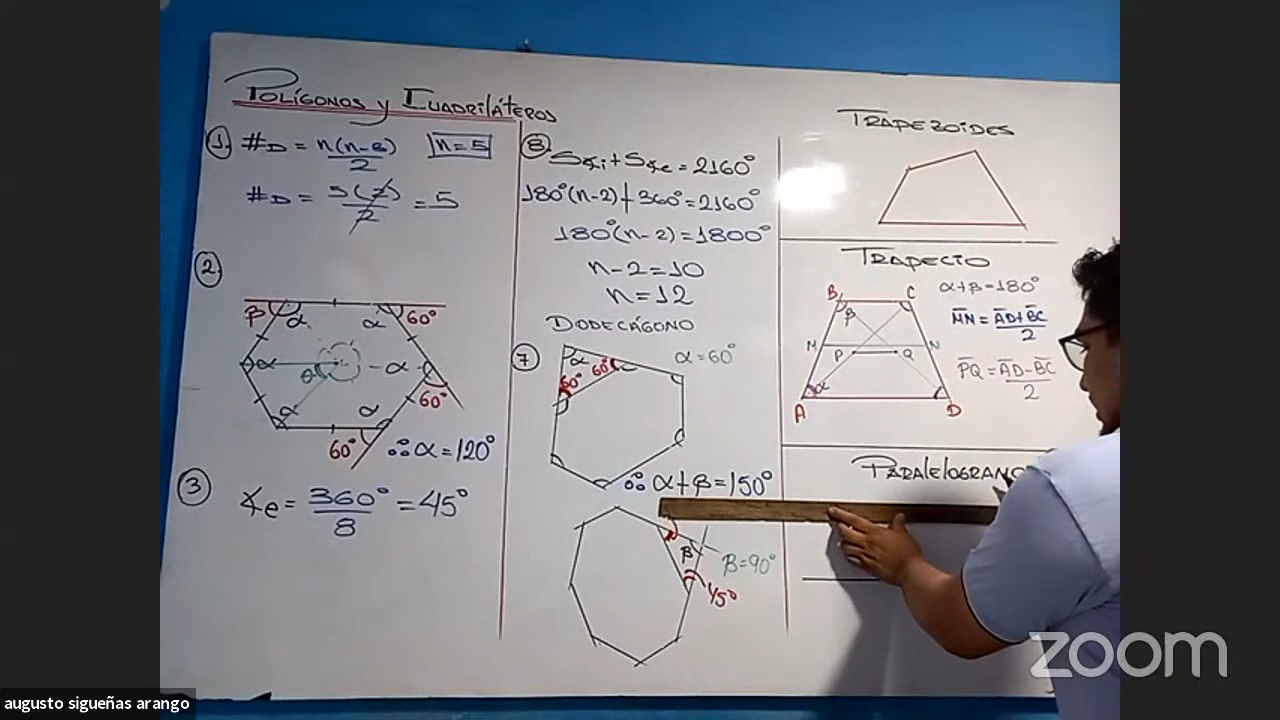 POLÍGONOS y CUADRILÁTEROS
1. #D = n(n-3)/2 n=5
#D = 5(2)/2 = 5
2.
β α α 60°
α θ α 60°
α α
60° ∴ α = 120°
3 ∡e = 360°/8 = 45°
8 S∡i + S∡e = 2160°
180°(n-2) + 360° = 2160°
180°(n-2) = 1800°
n-2 = 10
n = 12
DODECÁGONO
7 α α = 60°
60° 60°
∴ α+β = 150°
β β = 90°
45°
TRAPEZOIDES
TRAPECIO
B C α+β = 180°
β
M N MN = AD+BC/2
P Q PQ = AD-BC/2
α
A D
PARALELOGRAMO
zoom
augusto sigueñas arango